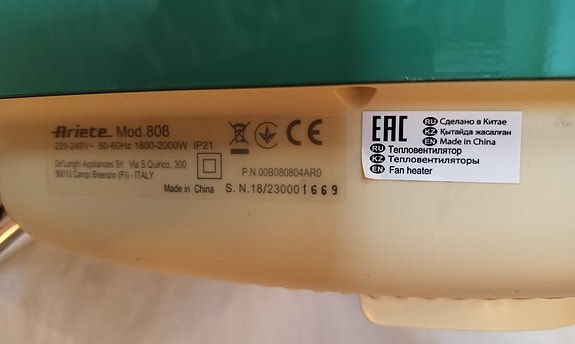 Ariete Mod.808
220-240V~ 50-60Hz 1800-2000W IP21
De'Longhi Appliances Srl Via S.Quirico, 300
50013 Campi Bisenzio (FI) - ITALY
Made in China
P.N.00B080804AR0
S. N.18/230001669
CE
EAC
RU Сделано в Китае
KZ Қытайда жасалған
EN Made in China
RU Тепловентилятор
KZ Тепловентиляторы
EN Fan heater